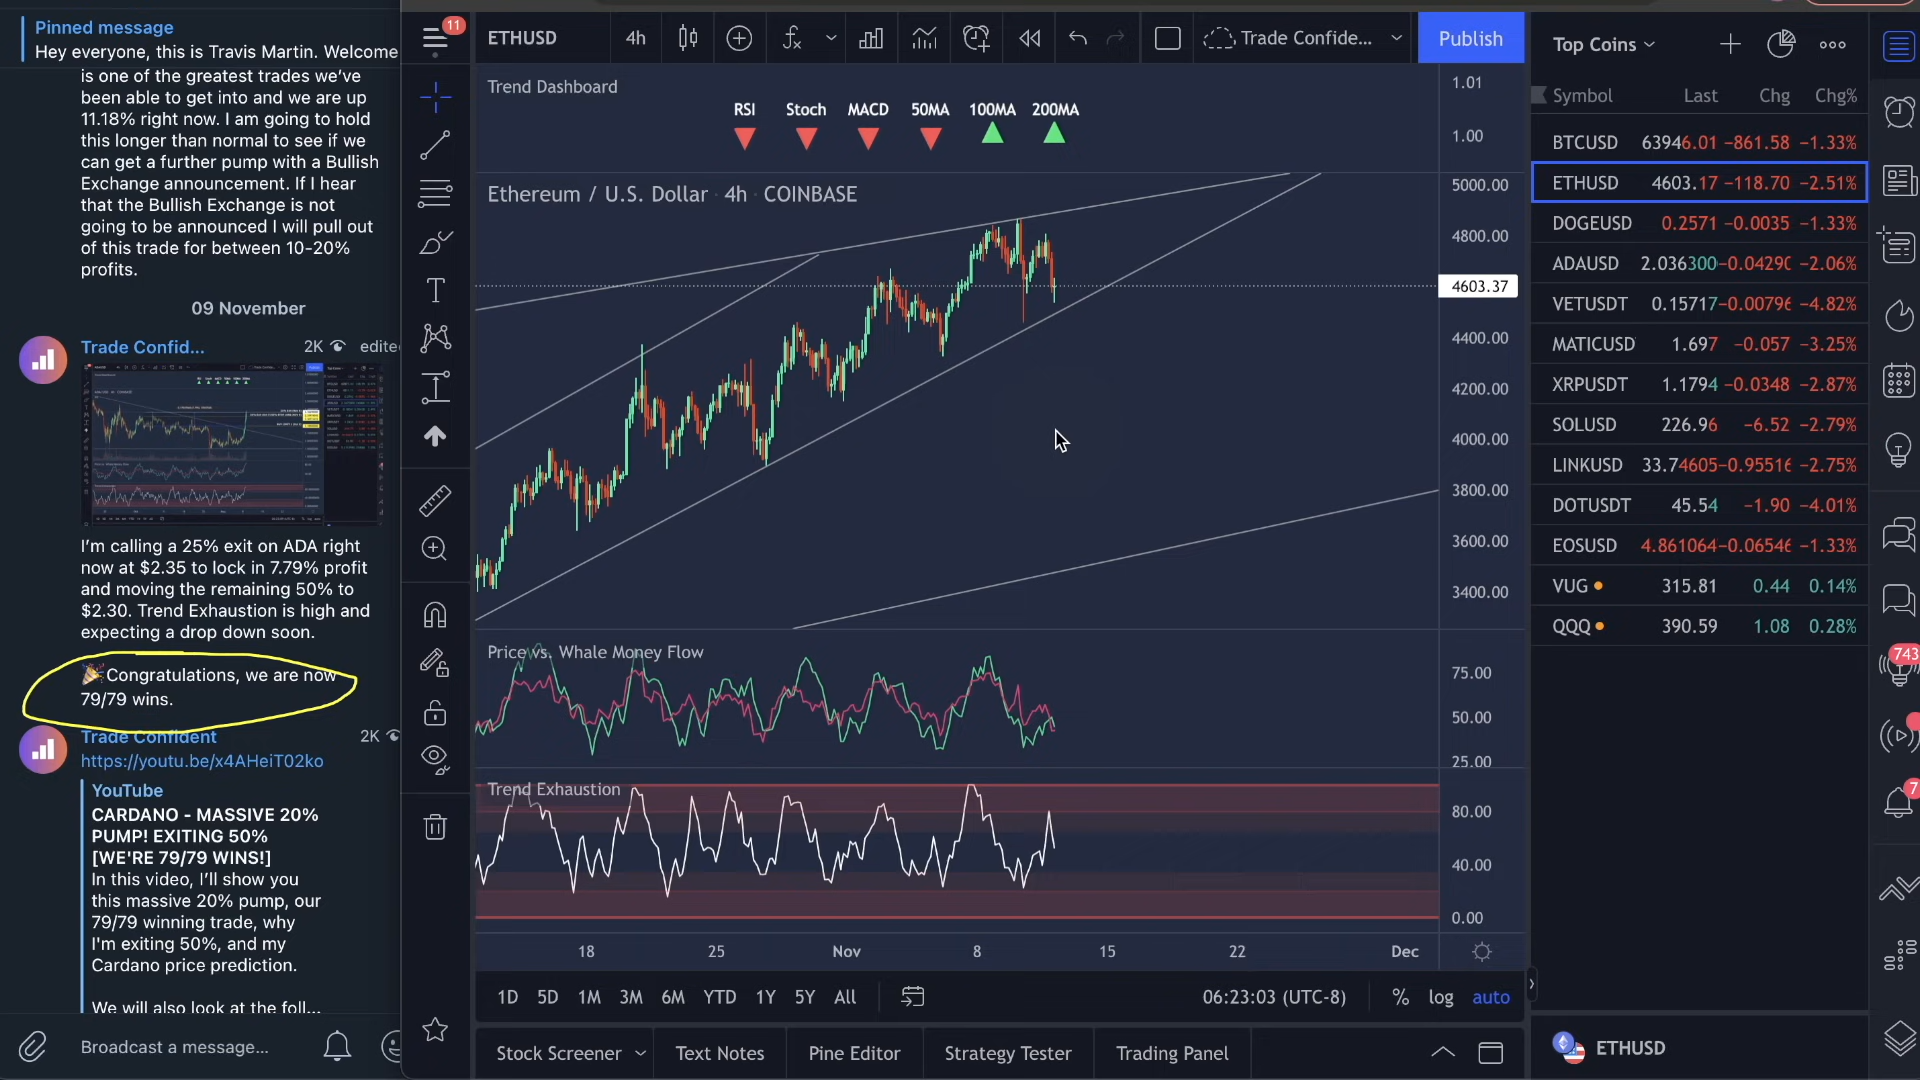 Pinned message
Hey everyone, this is Travis Martin. Welcome
is one of the greatest trades we've
been able to get into and we are up
11.18% right now. I am going to hold
this longer than normal to see if we
can get a further pump with a Bullish
Exchange announcement. If I hear
that the Bullish Exchange is not
going to be announced I will pull out
of this trade for between 10-20%
profits.
09 November
Trade Confid... 2K edite
I'm calling a 25% exit on ADA right
now at $2.35 to lock in 7.79% profit
and moving the remaining 50% to
$2.30. Trend Exhaustion is high and
expecting a drop down soon.
🎉Congratulations, we are now
79/79 wins.
Trade Confident 2K
https://youtu.be/x4AHeiT02ko
YouTube
CARDANO - MASSIVE 20%
PUMP! EXITING 50%
[WE'RE 79/79 WINS!]
In this video, I'll show you
this massive 20% pump, our
79/79 winning trade, why
I'm exiting 50%, and my
Cardano price prediction.
We will also look at the foll...
Broadcast a message...
11
ETHUSD 4h Trade Confide... Publish
Trend Dashboard
RSI Stoch MACD 50MA 100MA 200MA
1.01
1.00
Ethereum / U.S. Dollar · 4h · COINBASE
5000.00
4800.00
4603.37
4400.00
4200.00
4000.00
3800.00
3600.00
3400.00
Price vs. Whale Money Flow
75.00
50.00
25.00
Trend Exhaustion
80.00
40.00
0.00
18 25 Nov 8 15 22 Dec
1D 5D 1M 3M 6M YTD 1Y 5Y All 06:23:03 (UTC-8) % log auto
Stock Screener Text Notes Pine Editor Strategy Tester Trading Panel
Top Coins
Symbol Last Chg Chg%
BTCUSD 63946.01 −861.58 −1.33%
ETHUSD 4603.17 −118.70 −2.51%
DOGEUSD 0.2571 −0.0035 −1.33%
ADAUSD 2.036300 −0.0429 −2.06%
VETUSDT 0.15717 −0.00796 −4.82%
MATICUSD 1.697 −0.057 −3.25%
XRPUSDT 1.1794 −0.0348 −2.87%
SOLUSD 226.96 −6.52 −2.79%
LINKUSD 33.74605 −0.95516 −2.75%
DOTUSDT 45.54 −1.90 −4.01%
EOSUSD 4.861064 −0.06546 −1.33%
VUG 315.81 0.44 0.14%
QQQ 390.59 1.08 0.28%
743
7
ETHUSD